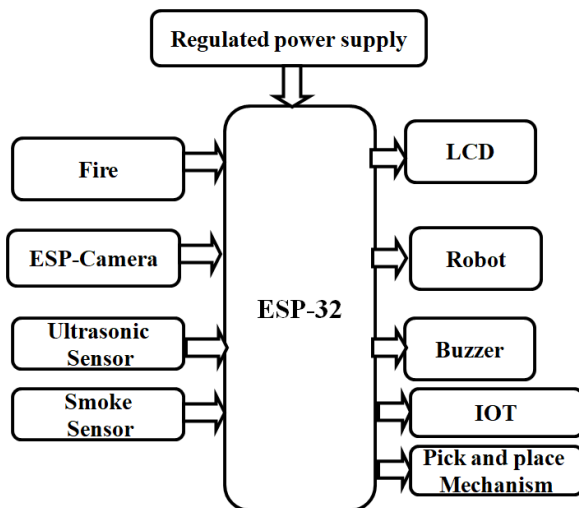 Regulated power supply
Fire
ESP-Camera
Ultrasonic
Sensor
Smoke
Sensor
ESP-32
LCD
Robot
Buzzer
IOT
Pick and place
Mechanism